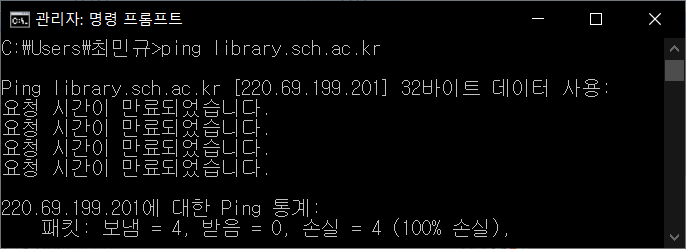 관리자: 명령 프롬프트
C:\Users\최민규>ping library.sch.ac.kr
Ping library.sch.ac.kr [220.69.199.201] 32바이트 데이터 사용:
요청 시간이 만료되었습니다.
요청 시간이 만료되었습니다.
요청 시간이 만료되었습니다.
요청 시간이 만료되었습니다.
220.69.199.201에 대한 Ping 통계:
패킷: 보냄 = 4, 받음 = 0, 손실 = 4 (100% 손실),